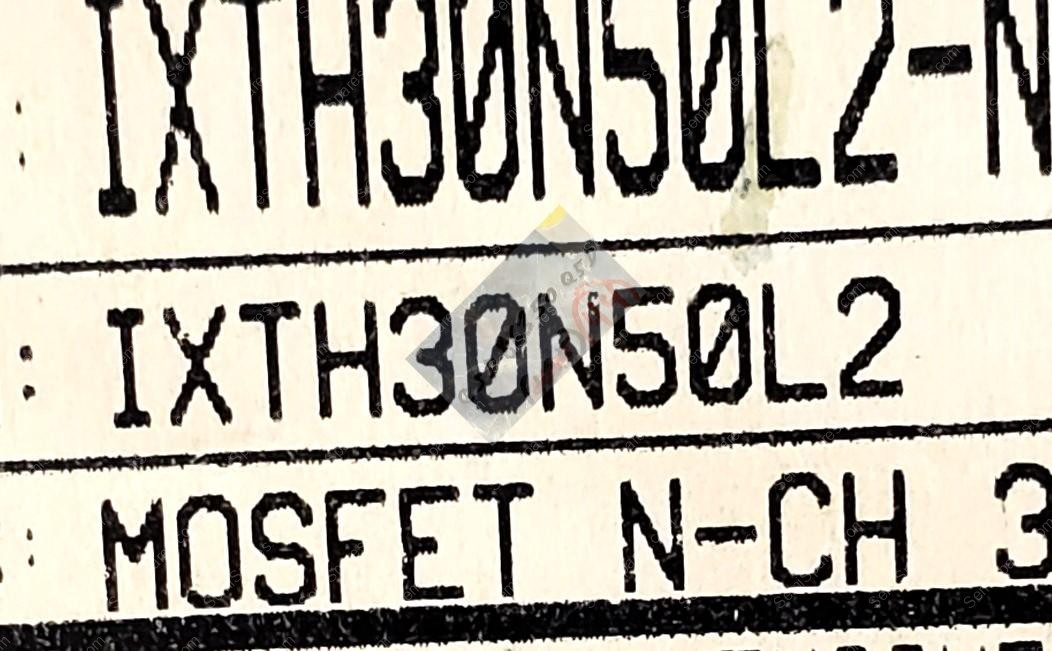 : IXTH30N50L2-N
: IXTH30N50L2
: MOSFET N-CH 3